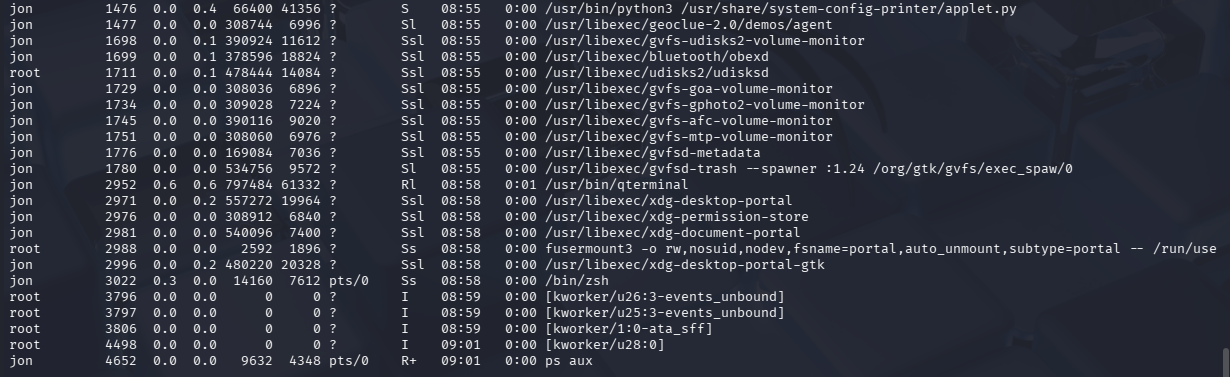 jon 1476 0.0 0.4 66400 41356 ? S 08:55 0:00 /usr/bin/python3 /usr/share/system-config-printer/applet.py
jon 1477 0.0 0.0 308744 6996 ? Sl 08:55 0:00 /usr/libexec/geoclue-2.0/demos/agent
jon 1698 0.0 0.1 390924 11612 ? Ssl 08:55 0:00 /usr/libexec/gvfs-udisks2-volume-monitor
jon 1699 0.0 0.1 378596 18824 ? Ssl 08:55 0:00 /usr/libexec/bluetooth/obexd
root 1711 0.0 0.1 478444 14084 ? Ssl 08:55 0:00 /usr/libexec/udisks2/udisksd
jon 1729 0.0 0.0 308036 6896 ? Ssl 08:55 0:00 /usr/libexec/gvfs-goa-volume-monitor
jon 1734 0.0 0.0 309028 7224 ? Ssl 08:55 0:00 /usr/libexec/gvfs-gphoto2-volume-monitor
jon 1745 0.0 0.0 390116 9020 ? Ssl 08:55 0:00 /usr/libexec/gvfs-afc-volume-monitor
jon 1751 0.0 0.0 308060 6976 ? Ssl 08:55 0:00 /usr/libexec/gvfs-mtp-volume-monitor
jon 1776 0.0 0.0 169084 7036 ? Ssl 08:55 0:00 /usr/libexec/gvfsd-metadata
jon 1780 0.0 0.0 534756 9572 ? Sl 08:55 0:00 /usr/libexec/gvfsd-trash --spawner :1.24 /org/gtk/gvfs/exec_spaw/0
jon 2952 0.6 0.6 797484 61332 ? Rl 08:58 0:01 /usr/bin/qterminal
jon 2971 0.0 0.2 557272 19964 ? Ssl 08:58 0:00 /usr/libexec/xdg-desktop-portal
jon 2976 0.0 0.0 308912 6840 ? Ssl 08:58 0:00 /usr/libexec/xdg-permission-store
jon 2981 0.0 0.0 540096 7400 ? Ssl 08:58 0:00 /usr/libexec/xdg-document-portal
root 2988 0.0 0.0 2592 1896 ? Ss 08:58 0:00 fusermount3 -o rw,nosuid,nodev,fsname=portal,auto_unmount,subtype=portal -- /run/use
jon 2996 0.0 0.2 480220 20328 ? Ssl 08:58 0:00 /usr/libexec/xdg-desktop-portal-gtk
jon 3022 0.3 0.0 14160 7612 pts/0 Ss 08:58 0:00 /bin/zsh
root 3796 0.0 0.0 0 0 ? I 08:59 0:00 [kworker/u26:3-events_unbound]
root 3797 0.0 0.0 0 0 ? I 08:59 0:00 [kworker/u25:3-events_unbound]
root 3806 0.0 0.0 0 0 ? I 08:59 0:00 [kworker/1:0-ata_sff]
root 4498 0.0 0.0 0 0 ? I 09:01 0:00 [kworker/u28:0]
jon 4652 0.0 0.0 9632 4348 pts/0 R+ 09:01 0:00 ps aux